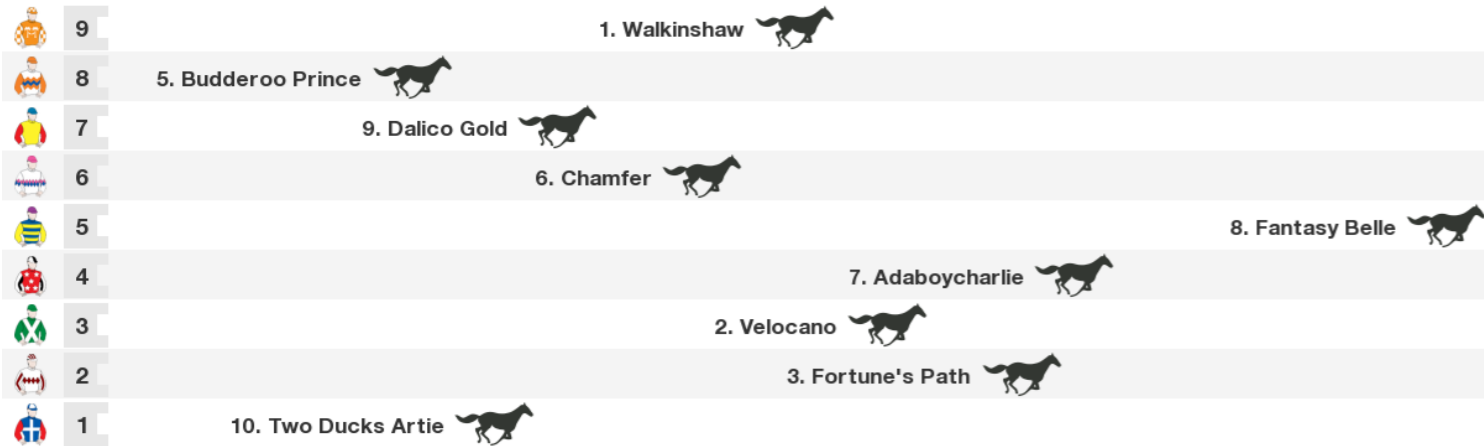 9 1. Walkinshaw
8 5. Budderoo Prince
7 9. Dalico Gold
6 6. Chamfer
5 8. Fantasy Belle
4 7. Adaboycharlie
3 2. Velocano
2 3. Fortune's Path
1 10. Two Ducks Artie